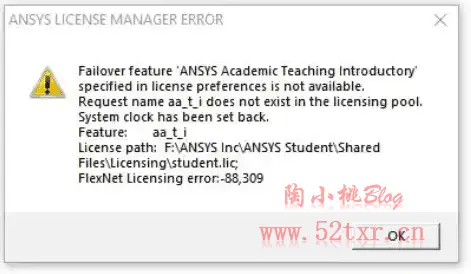 ANSYS LICENSE MANAGER ERROR
Failover feature 'ANSYS Academic Teaching Introductory'
specified in license preferences is not available.
Request name aa_t_i does not exist in the licensing pool.
System clock has been set back.
Feature: aa_t_i
License path: F:\ANSYS Inc\ANSYS Student\Shared
Files\Licensing\student.lic;
FlexNet Licensing error:-88,309
陶小桃Blog
www.52txr.cn
OK